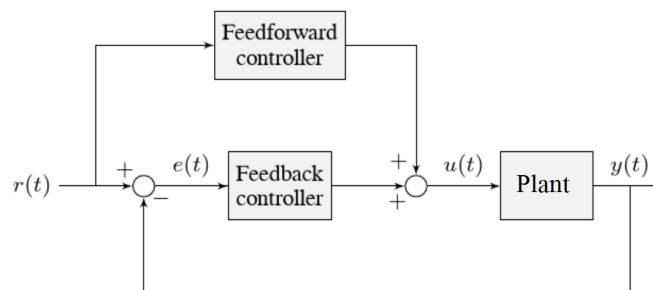 Feedforward
controller
+ e(t) Feedback + u(t) Plant y(t)
r(t) − controller +